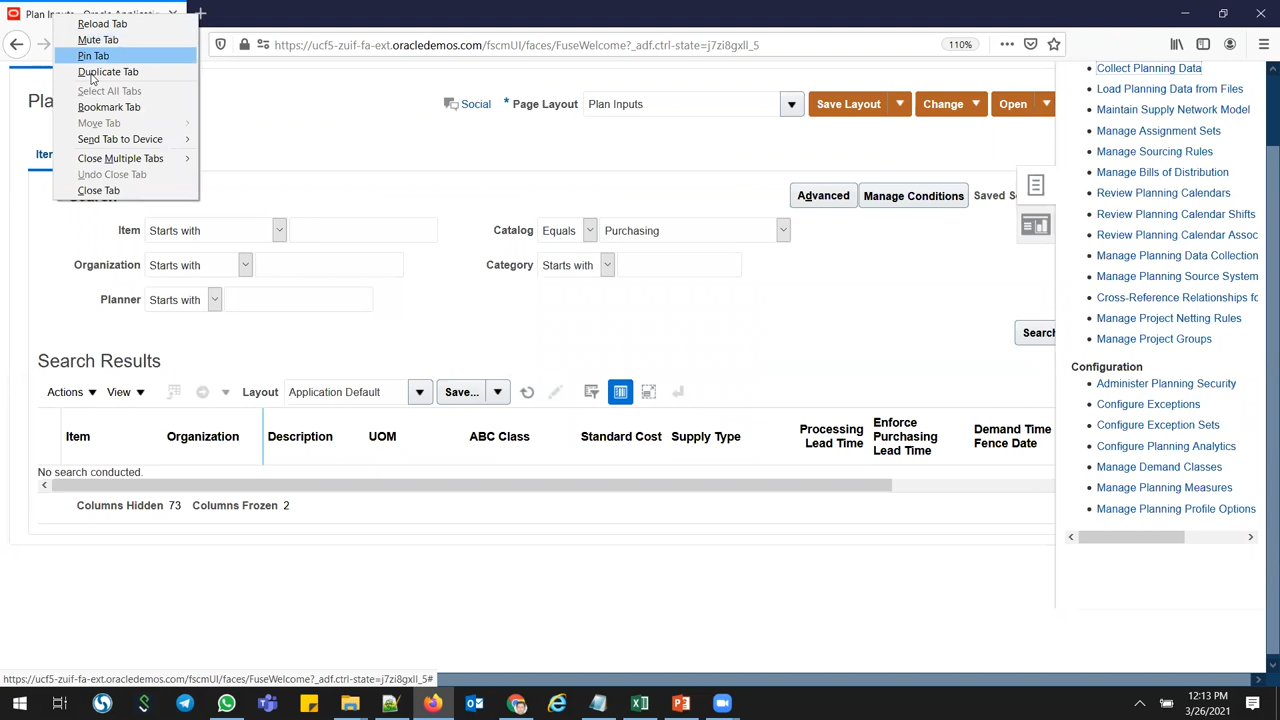 Plan Inputs - Oracle Applicatio
Reload Tab
Mute Tab
Pin Tab
Duplicate Tab
Select All Tabs
Bookmark Tab
Move Tab
Send Tab to Device
Close Multiple Tabs
Undo Close Tab
Close Tab
https://ucf5-zuif-fa-ext.oracledemos.com/fscmUI/faces/FuseWelcome?_adf.ctrl-state=j7zi8gxll_5
110%
Pla
Social * Page Layout Plan Inputs Save Layout Change Open
Iter
Advanced Manage Conditions Saved Se
Item Starts with Catalog Equals Purchasing
Organization Starts with Category Starts with
Planner Starts with
Search
Search Results
Actions View Layout Application Default Save...
Item Organization Description UOM ABC Class Standard Cost Supply Type Processing Lead Time Enforce Purchasing Lead Time Demand Time Fence Date
No search conducted.
Columns Hidden 73 Columns Frozen 2
Collect Planning Data
Load Planning Data from Files
Maintain Supply Network Model
Manage Assignment Sets
Manage Sourcing Rules
Manage Bills of Distribution
Review Planning Calendars
Review Planning Calendar Shifts
Review Planning Calendar Assoc
Manage Planning Data Collection
Manage Planning Source System
Cross-Reference Relationships fo
Manage Project Netting Rules
Manage Project Groups
Configuration
Administer Planning Security
Configure Exceptions
Configure Exception Sets
Configure Planning Analytics
Manage Demand Classes
Manage Planning Measures
Manage Planning Profile Options
https://ucf5-zuif-fa-ext.oracledemos.com/fscmUI/faces/FuseWelcome?_adf.ctrl-state=j7zi8gxll_5#
12:13 PM
3/26/2021